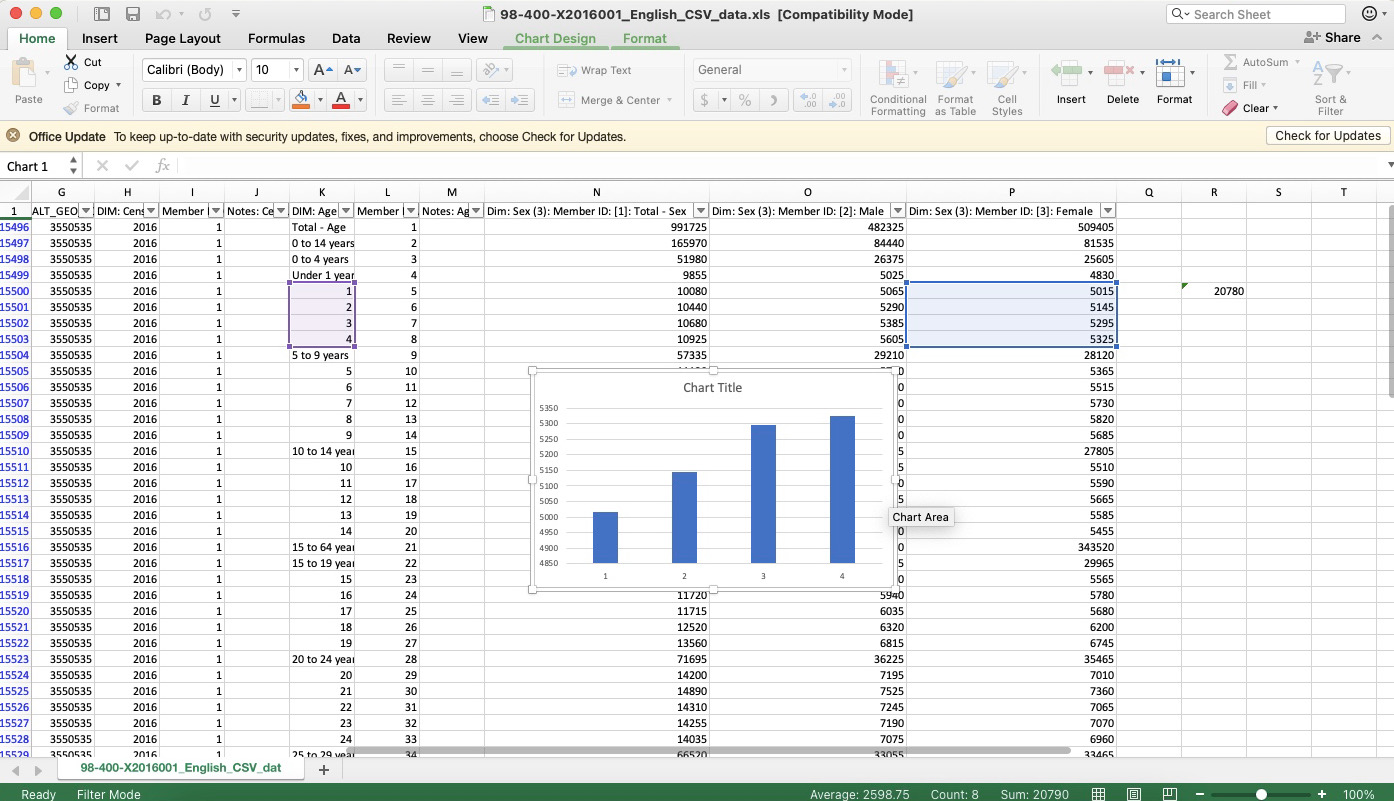 98-400-X2016001_English_CSV_data.xls [Compatibility Mode]
Search Sheet
Home Insert Page Layout Formulas Data Review View Chart Design Format Share
Paste Cut Copy Format
Calibri (Body) 10 A A
B I U A
Wrap Text
Merge & Center
General
$ % )
Conditional Formatting
Format as Table
Cell Styles
Insert Delete Format
AutoSum
Fill
Clear
Sort & Filter
Office Update To keep up-to-date with security updates, fixes, and improvements, choose Check for Updates. Check for Updates
Chart 1 fx
G H I J K L M N O P Q R S T
1 ALT_GEO DIM: Cens Member I Notes: Ce DIM: Age Member I Notes: Ag Dim: Sex (3): Member ID: [1]: Total - Sex Dim: Sex (3): Member ID: [2]: Male Dim: Sex (3): Member ID: [3]: Female
15496 3550535 2016 1 Total - Age 1 991725 482325 509405
15497 3550535 2016 1 0 to 14 years 2 165970 84440 81535
15498 3550535 2016 1 0 to 4 years 3 51980 26375 25605
15499 3550535 2016 1 Under 1 year 4 9855 5025 4830
15500 3550535 2016 1 1 5 10080 5065 5015 20780
15501 3550535 2016 1 2 6 10440 5290 5145
15502 3550535 2016 1 3 7 10680 5385 5295
15503 3550535 2016 1 4 8 10925 5605 5325
15504 3550535 2016 1 5 to 9 years 9 57335 29210 28120
15505 3550535 2016 1 5 10 5365
15506 3550535 2016 1 6 11 0 5515
15507 3550535 2016 1 7 12 0 5730
15508 3550535 2016 1 8 13 0 5820
15509 3550535 2016 1 9 14 0 5685
15510 3550535 2016 1 10 to 14 year 15 5 27805
15511 3550535 2016 1 10 16 5 5510
15512 3550535 2016 1 11 17 0 5590
15513 3550535 2016 1 12 18 5 5665
15514 3550535 2016 1 13 19 5585
15515 3550535 2016 1 14 20 0 5455
15516 3550535 2016 1 15 to 64 year 21 0 343520
15517 3550535 2016 1 15 to 19 year 22 5 29965
15518 3550535 2016 1 15 23 0 5565
15519 3550535 2016 1 16 24 11720 5940 5780
15520 3550535 2016 1 17 25 11715 6035 5680
15521 3550535 2016 1 18 26 12520 6320 6200
15522 3550535 2016 1 19 27 13560 6815 6745
15523 3550535 2016 1 20 to 24 year 28 71695 36225 35465
15524 3550535 2016 1 20 29 14200 7195 7010
15525 3550535 2016 1 21 30 14890 7525 7360
15526 3550535 2016 1 22 31 14310 7245 7065
15527 3550535 2016 1 23 32 14255 7190 7070
15528 3550535 2016 1 24 33 14035 7075 6960
15529 3550535 2016 1 25 to 29 year 34 66520 33055 33465
Chart Title
5350
5300
5250
5200
5150
5100
5050
5000
4950
4900
4850
1 2 3 4
Chart Area
98-400-X2016001_English_CSV_dat +
Ready Filter Mode Average: 2598.75 Count: 8 Sum: 20790 100%